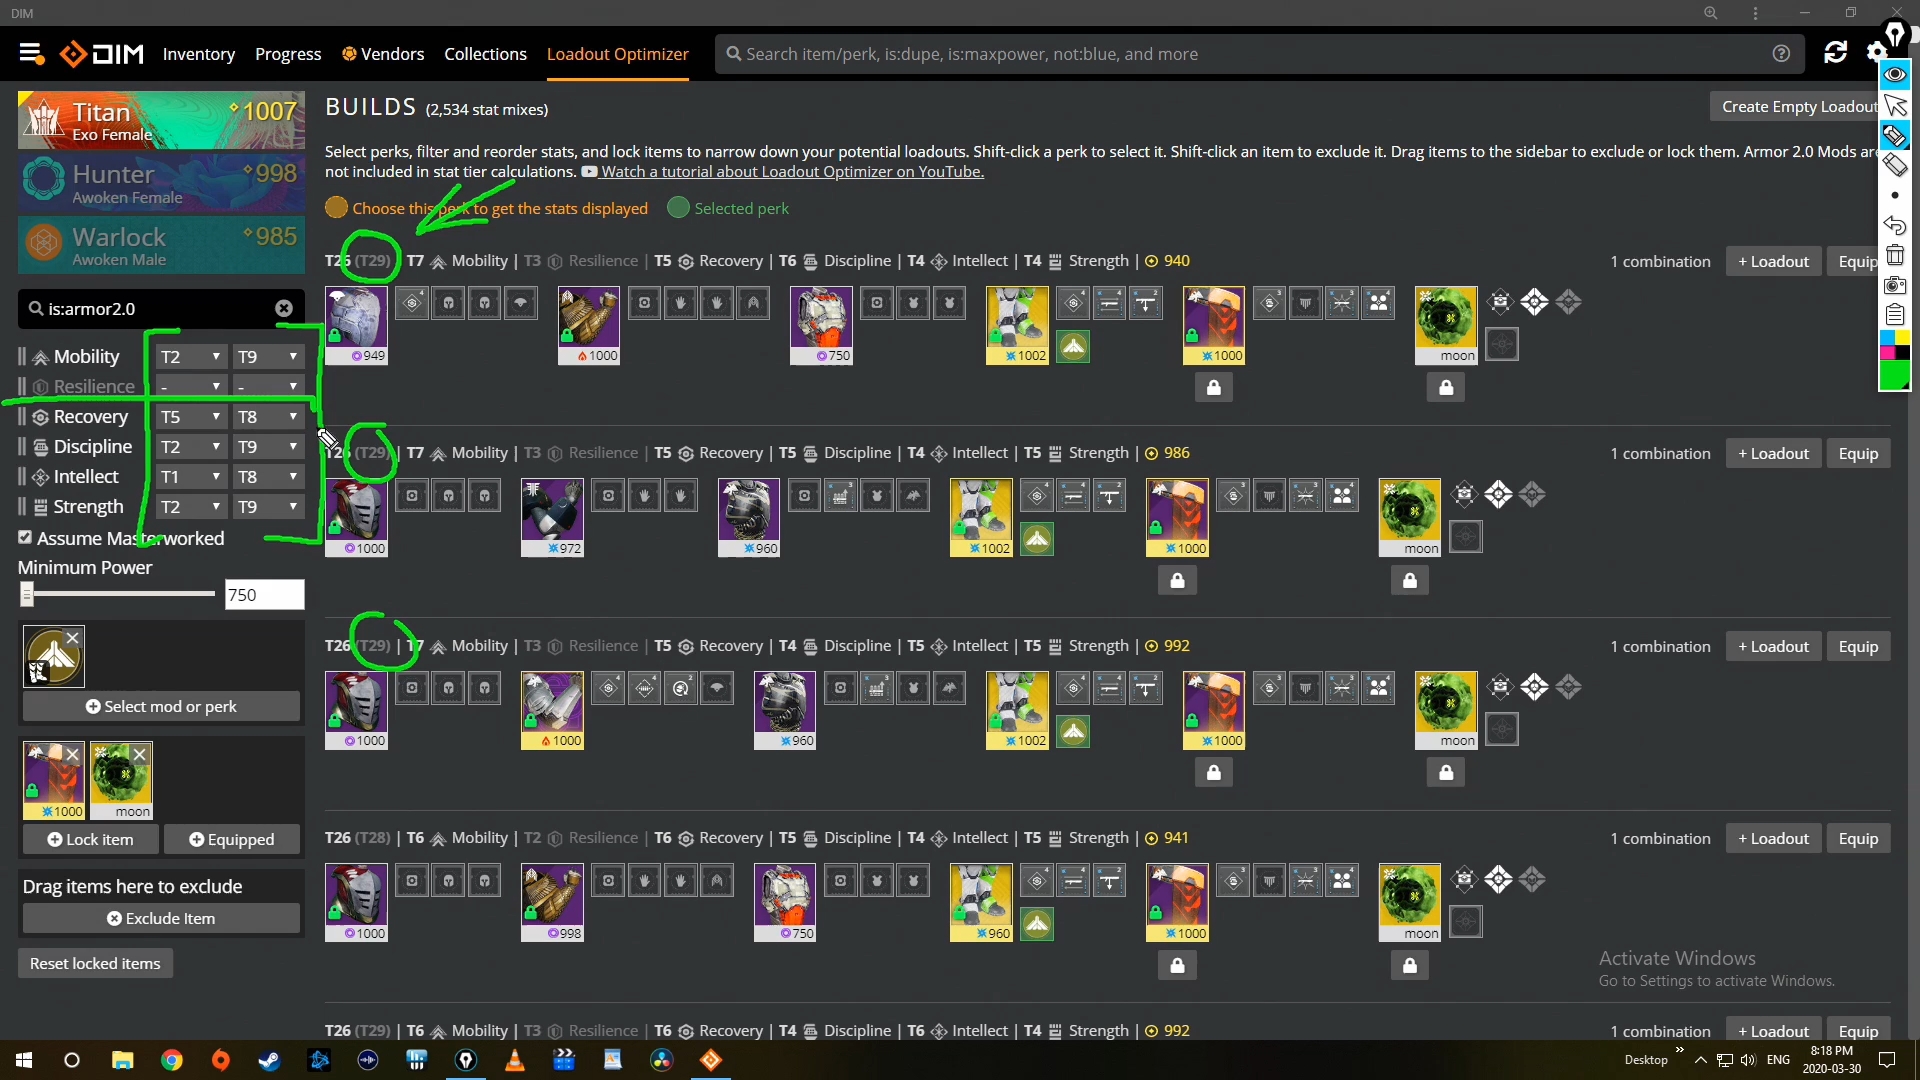 DIM
DIM Inventory Progress Vendors Collections Loadout Optimizer Search item/perk, is:dupe, is:maxpower, not:blue, and more
Titan 1007
Exo Female
Hunter 998
Awoken Female
Warlock 985
Awoken Male
is:armor2.0
Mobility T2 T9
Resilience - -
Recovery T5 T8
Discipline T2 T9
Intellect T1 T8
Strength T2 T9
Assume Masterworked
Minimum Power
750
1000 moon
Select mod or perk
Lock item Equipped
Drag items here to exclude
Exclude Item
Reset locked items
BUILDS (2,534 stat mixes)
Create Empty Loadout
Select perks, filter and reorder stats, and lock items to narrow down your potential loadouts. Shift-click a perk to select it. Shift-click an item to exclude it. Drag items to the sidebar to exclude or lock them. Armor 2.0 Mods are
not included in stat tier calculations. Watch a tutorial about Loadout Optimizer on YouTube.
Choose this perk to get the stats displayed Selected perk
T26 (T29) | T7 Mobility | T3 Resilience | T5 Recovery | T6 Discipline | T4 Intellect | T4 Strength | 940 1 combination + Loadout Equip
949 1000 750 1002 1000 moon
T26 (T29) | T7 Mobility | T3 Resilience | T5 Recovery | T5 Discipline | T4 Intellect | T5 Strength | 986 1 combination + Loadout Equip
1000 972 960 1002 1000 moon
T26 (T29) | T7 Mobility | T3 Resilience | T5 Recovery | T4 Discipline | T5 Intellect | T5 Strength | 992 1 combination + Loadout Equip
1000 1000 960 1002 1000 moon
T26 (T28) | T6 Mobility | T2 Resilience | T6 Recovery | T5 Discipline | T4 Intellect | T5 Strength | 941 1 combination + Loadout Equip
1000 998 750 960 1000 moon
Activate Windows
Go to Settings to activate Windows.
T26 (T29) | T6 Mobility | T3 Resilience | T6 Recovery | T4 Discipline | T6 Intellect | T4 Strength | 992 1 combination + Loadout Equip
Desktop ENG 8:18 PM
2020-03-30